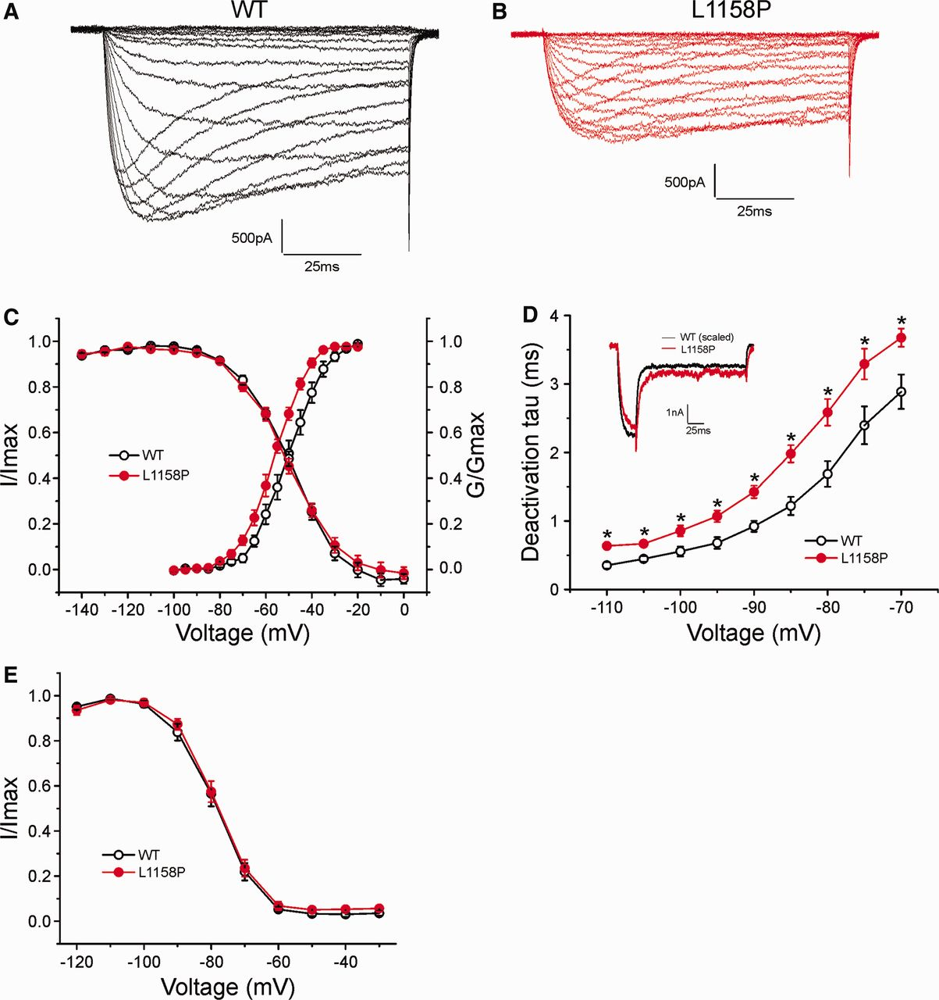 A
WT
500pA
25ms
B
L1158P
500pA
25ms
C
I/Imax
1.0
0.8
0.6
0.4
0.2
0.0
WT
L1158P
G/Gmax
1.0
0.8
0.6
0.4
0.2
0.0
-140 -120 -100 -80 -60 -40 -20 0
Voltage (mV)
D
Deactivation tau (ms)
4
3
2
1
0
WT (scaled)
L1158P
1nA
25ms
* * * * * * * * *
WT
L1158P
-110 -100 -90 -80 -70
Voltage (mV)
E
I/Imax
1.0
0.8
0.6
0.4
0.2
0.0
WT
L1158P
-120 -100 -80 -60 -40
Voltage (mV)